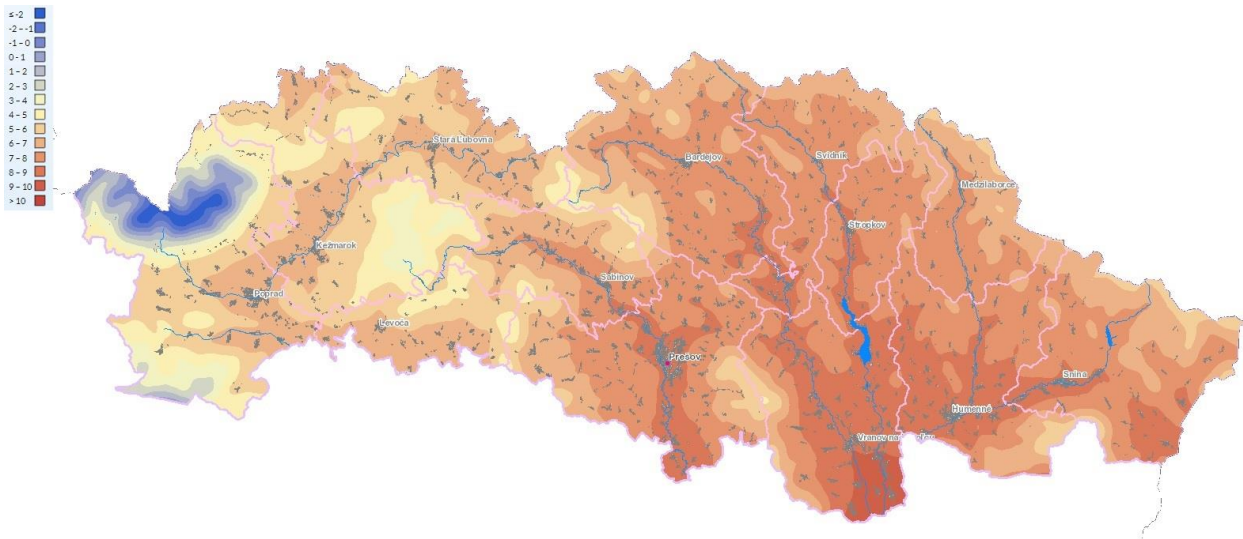 ≤ -2
-2 - -1
-1 - 0
0 - 1
1 - 2
2 - 3
3 - 4
4 - 5
5 - 6
6 - 7
7 - 8
8 - 9
9 - 10
> 10
Stará Ľubovňa
Bardejov
Svidník
Medzilaborce
Stropkov
Kežmarok
Sabinov
Poprad
Levoča
Prešov
Snina
Humenné
Vranov na